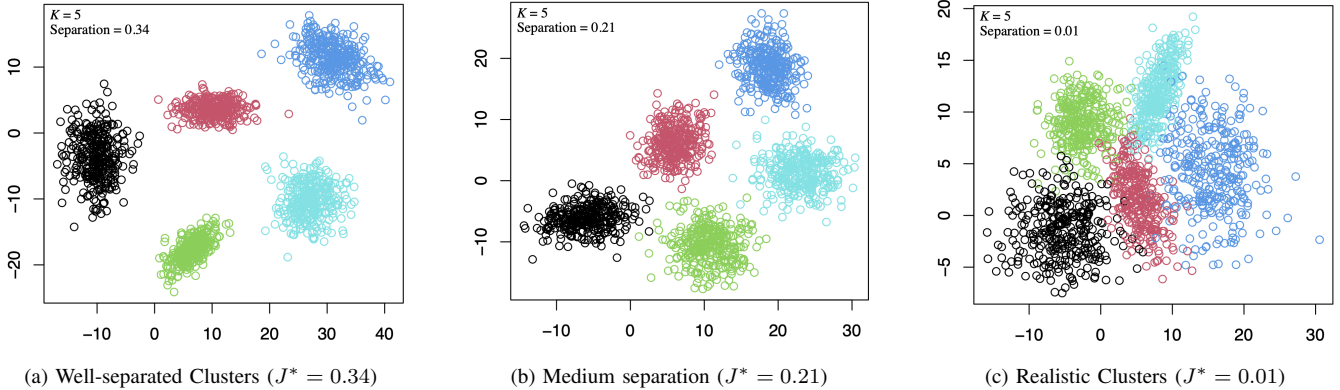 K = 5
Separation = 0.34
10
0
−10
−20
−10 0 10 20 30 40
(a) Well-separated Clusters (J* = 0.34)
K = 5
Separation = 0.21
20
10
0
−10
−10 0 10 20 30
(b) Medium separation (J* = 0.21)
20
K = 5
Separation = 0.01
15
10
5
0
−5
−10 0 10 20 30
(c) Realistic Clusters (J* = 0.01)